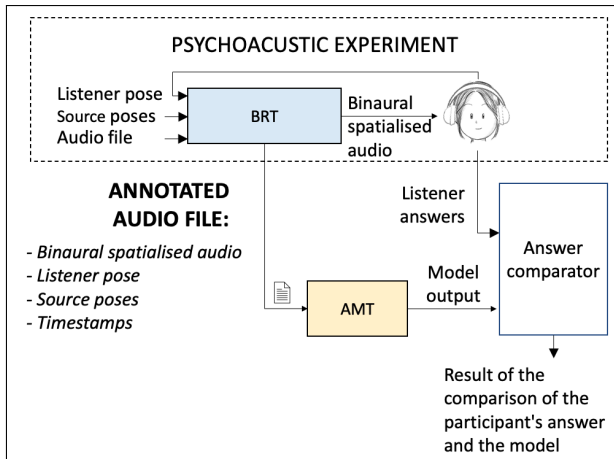 PSYCHOACUSTIC EXPERIMENT
Listener pose
Source poses
Audio file
BRT
Binaural
spatialised
audio
ANNOTATED
AUDIO FILE:
- Binaural spatialised audio
- Listener pose
- Source poses
- Timestamps
Listener
answers
Answer
comparator
AMT
Model
output
Result of the
comparison of the
participant's answer
and the model